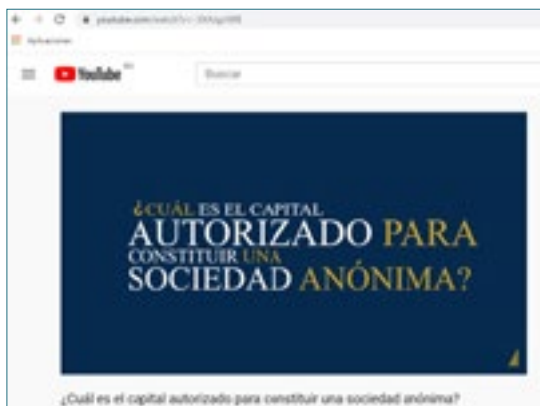 Aplicaciones
YouTube
Buscar
¿CUÁL ES EL CAPITAL
AUTORIZADO PARA
CONSTITUIR UNA
SOCIEDAD ANÓNIMA?
¿Cuál es el capital autorizado para constituir una sociedad anónima?